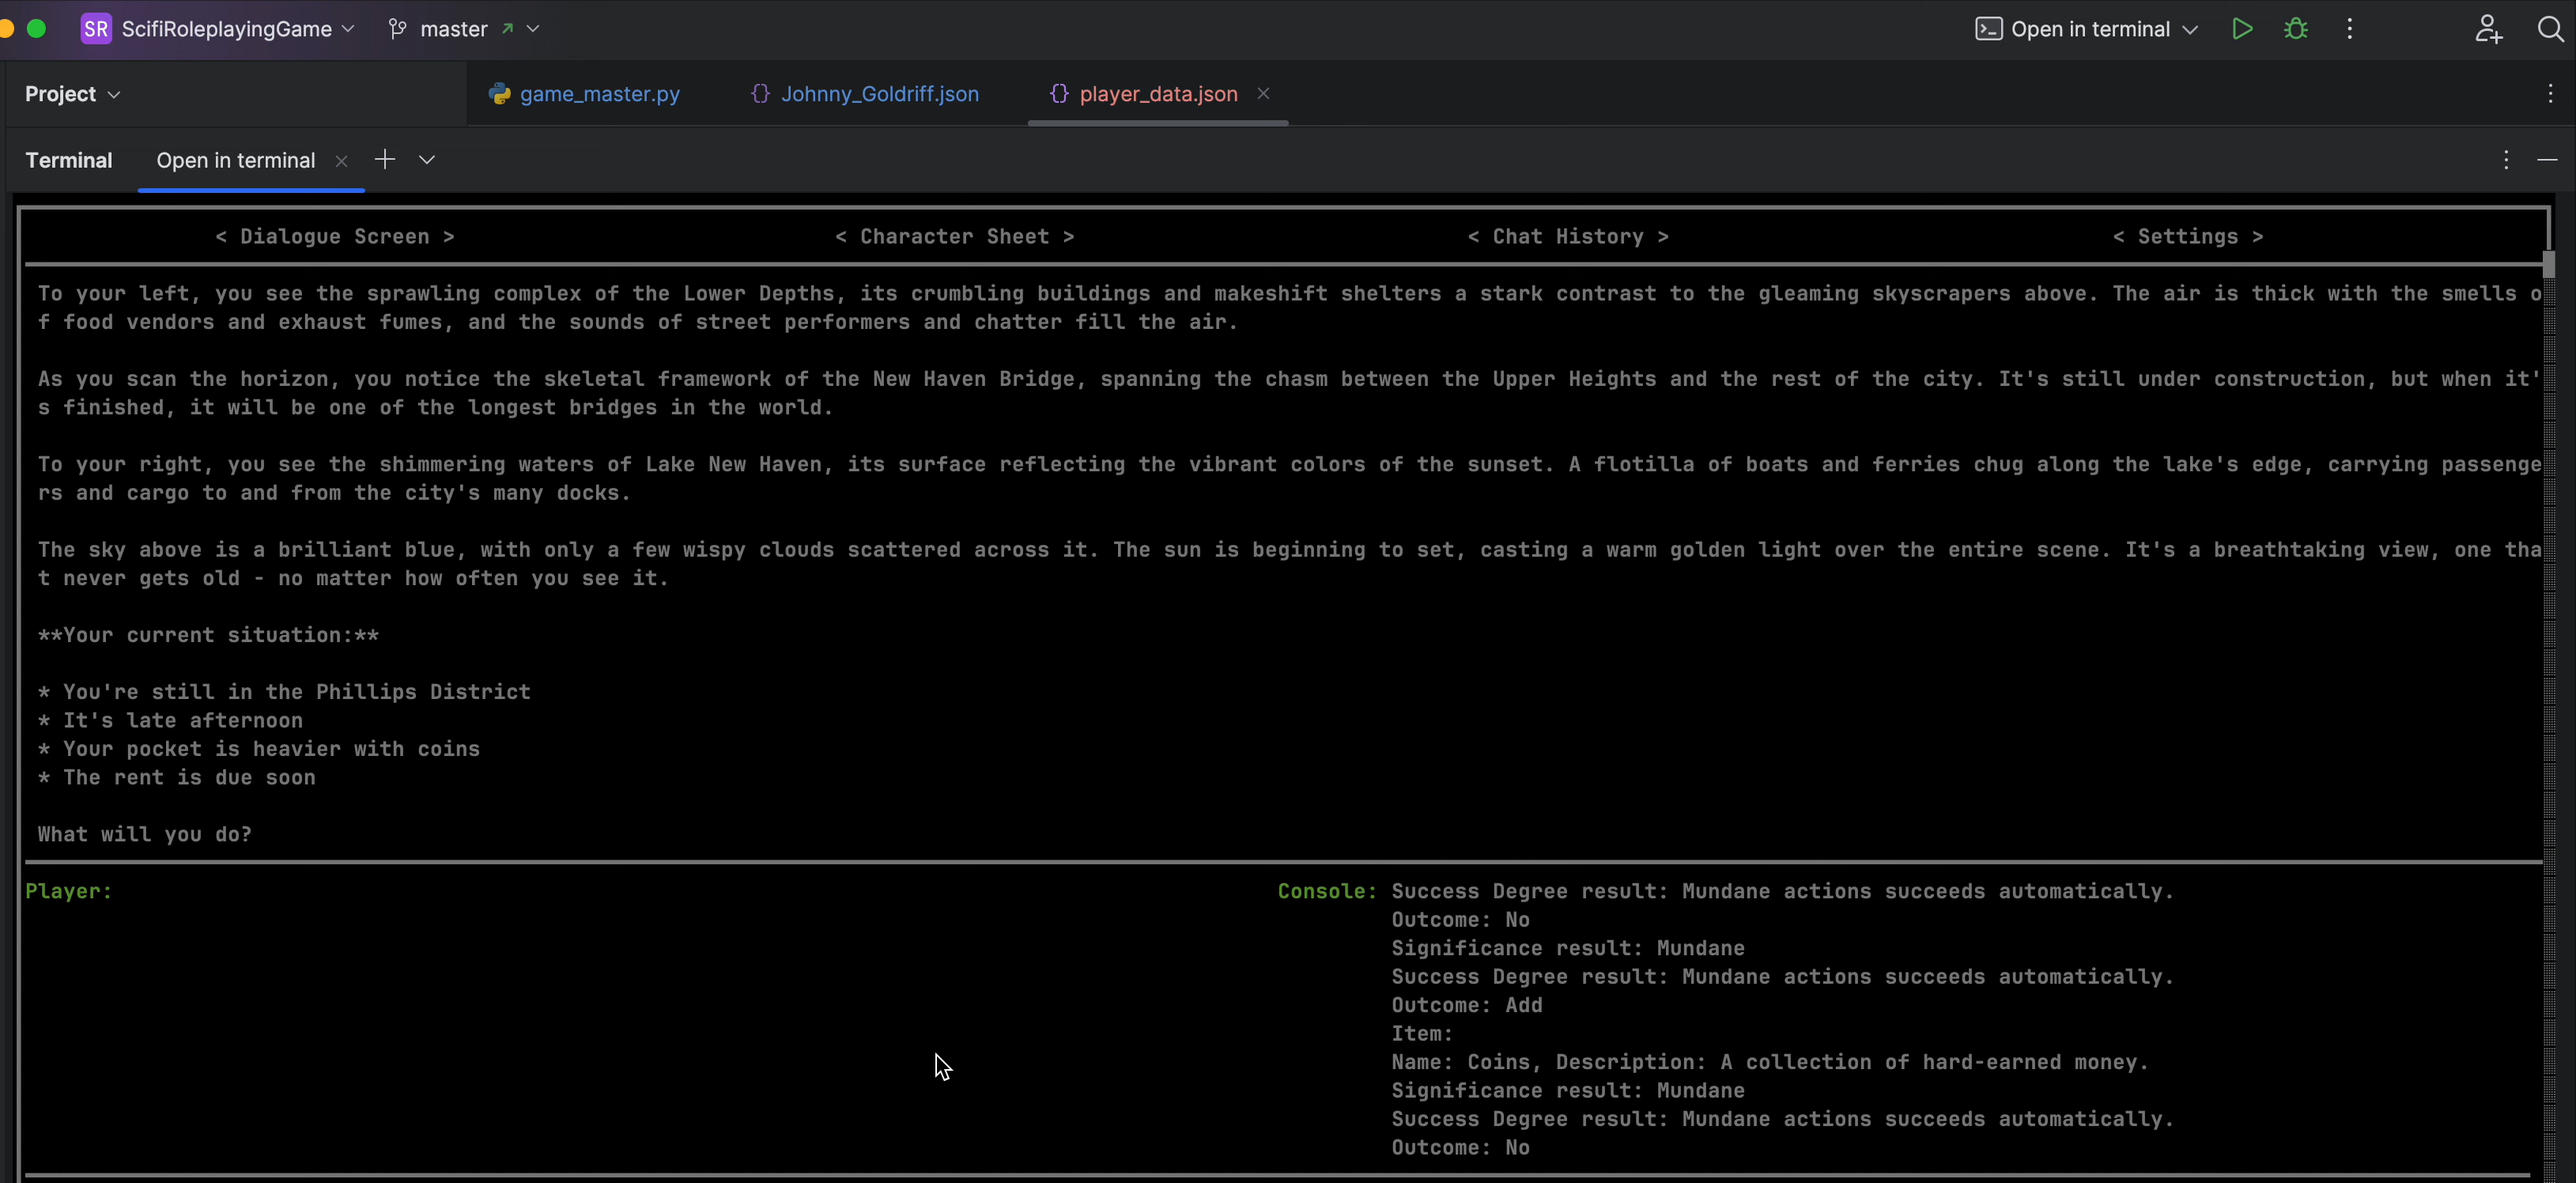 SR ScifiRoleplayingGame master Open in terminal
Project game_master.py {} Johnny_Goldriff.json {} player_data.json
Terminal Open in terminal
< Dialogue Screen > < Character Sheet > < Chat History > < Settings >
To your left, you see the sprawling complex of the Lower Depths, its crumbling buildings and makeshift shelters a stark contrast to the gleaming skyscrapers above. The air is thick with the smells o
f food vendors and exhaust fumes, and the sounds of street performers and chatter fill the air.
As you scan the horizon, you notice the skeletal framework of the New Haven Bridge, spanning the chasm between the Upper Heights and the rest of the city. It's still under construction, but when it'
s finished, it will be one of the longest bridges in the world.
To your right, you see the shimmering waters of Lake New Haven, its surface reflecting the vibrant colors of the sunset. A flotilla of boats and ferries chug along the lake's edge, carrying passenge
rs and cargo to and from the city's many docks.
The sky above is a brilliant blue, with only a few wispy clouds scattered across it. The sun is beginning to set, casting a warm golden light over the entire scene. It's a breathtaking view, one tha
t never gets old - no matter how often you see it.
**Your current situation:**
* You're still in the Phillips District
* It's late afternoon
* Your pocket is heavier with coins
* The rent is due soon
What will you do?
Player:
Console: Success Degree result: Mundane actions succeeds automatically.
Outcome: No
Significance result: Mundane
Success Degree result: Mundane actions succeeds automatically.
Outcome: Add
Item:
Name: Coins, Description: A collection of hard-earned money.
Significance result: Mundane
Success Degree result: Mundane actions succeeds automatically.
Outcome: No